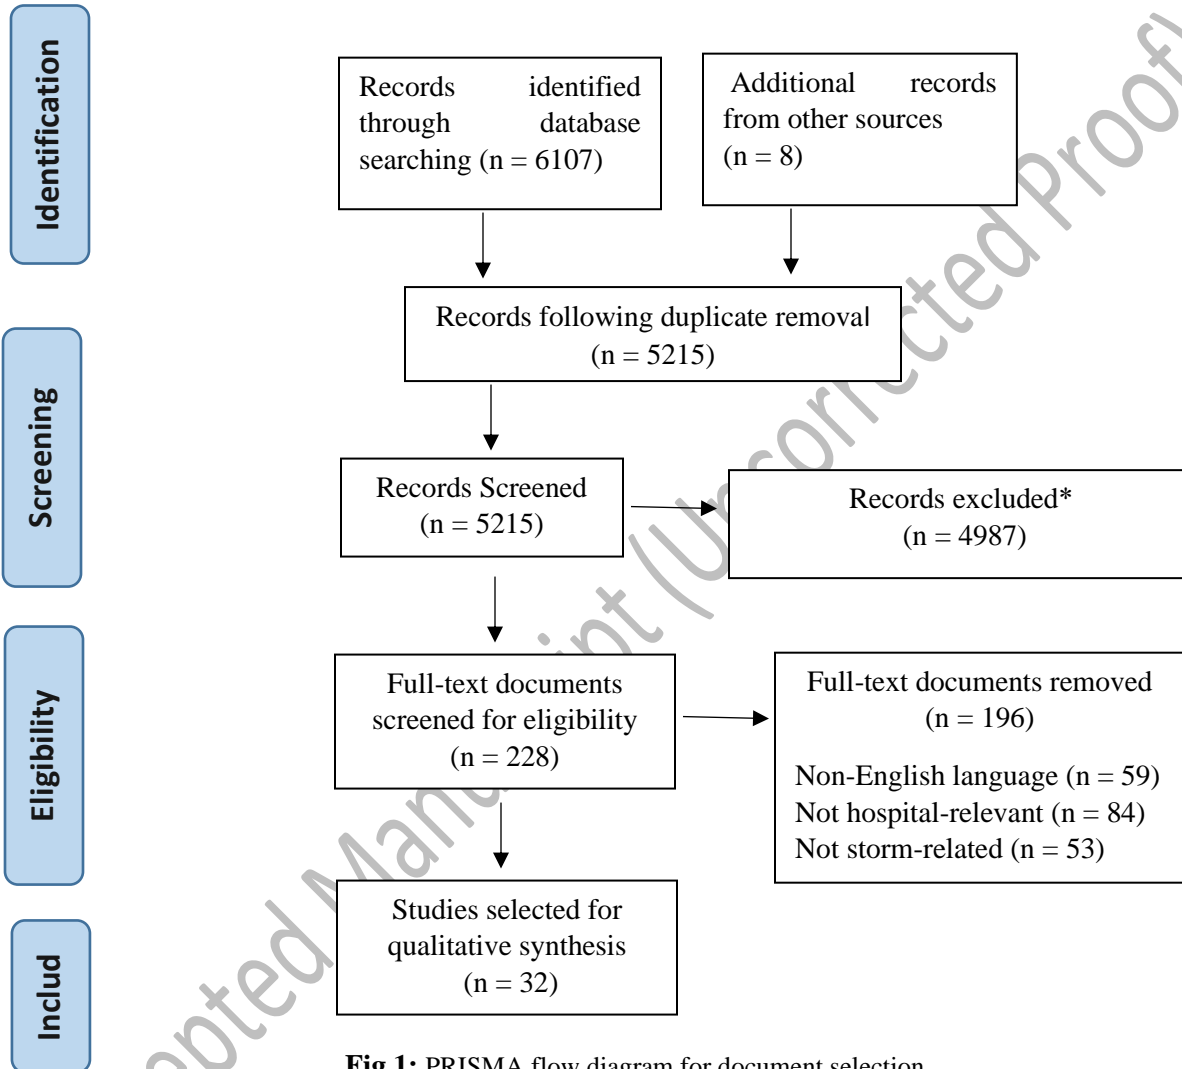 Identification
Records identified
through database
searching (n = 6107)
Additional records
from other sources
(n = 8)
Records following duplicate removal
(n = 5215)
Screening
Records Screened
(n = 5215)
Records excluded*
(n = 4987)
Eligibility
Full-text documents
screened for eligibility
(n = 228)
Full-text documents removed
(n = 196)
Non-English language (n = 59)
Not hospital-relevant (n = 84)
Not storm-related (n = 53)
Includ
Studies selected for
qualitative synthesis
(n = 32)
Fig 1: PRISMA flow diagram for document selection